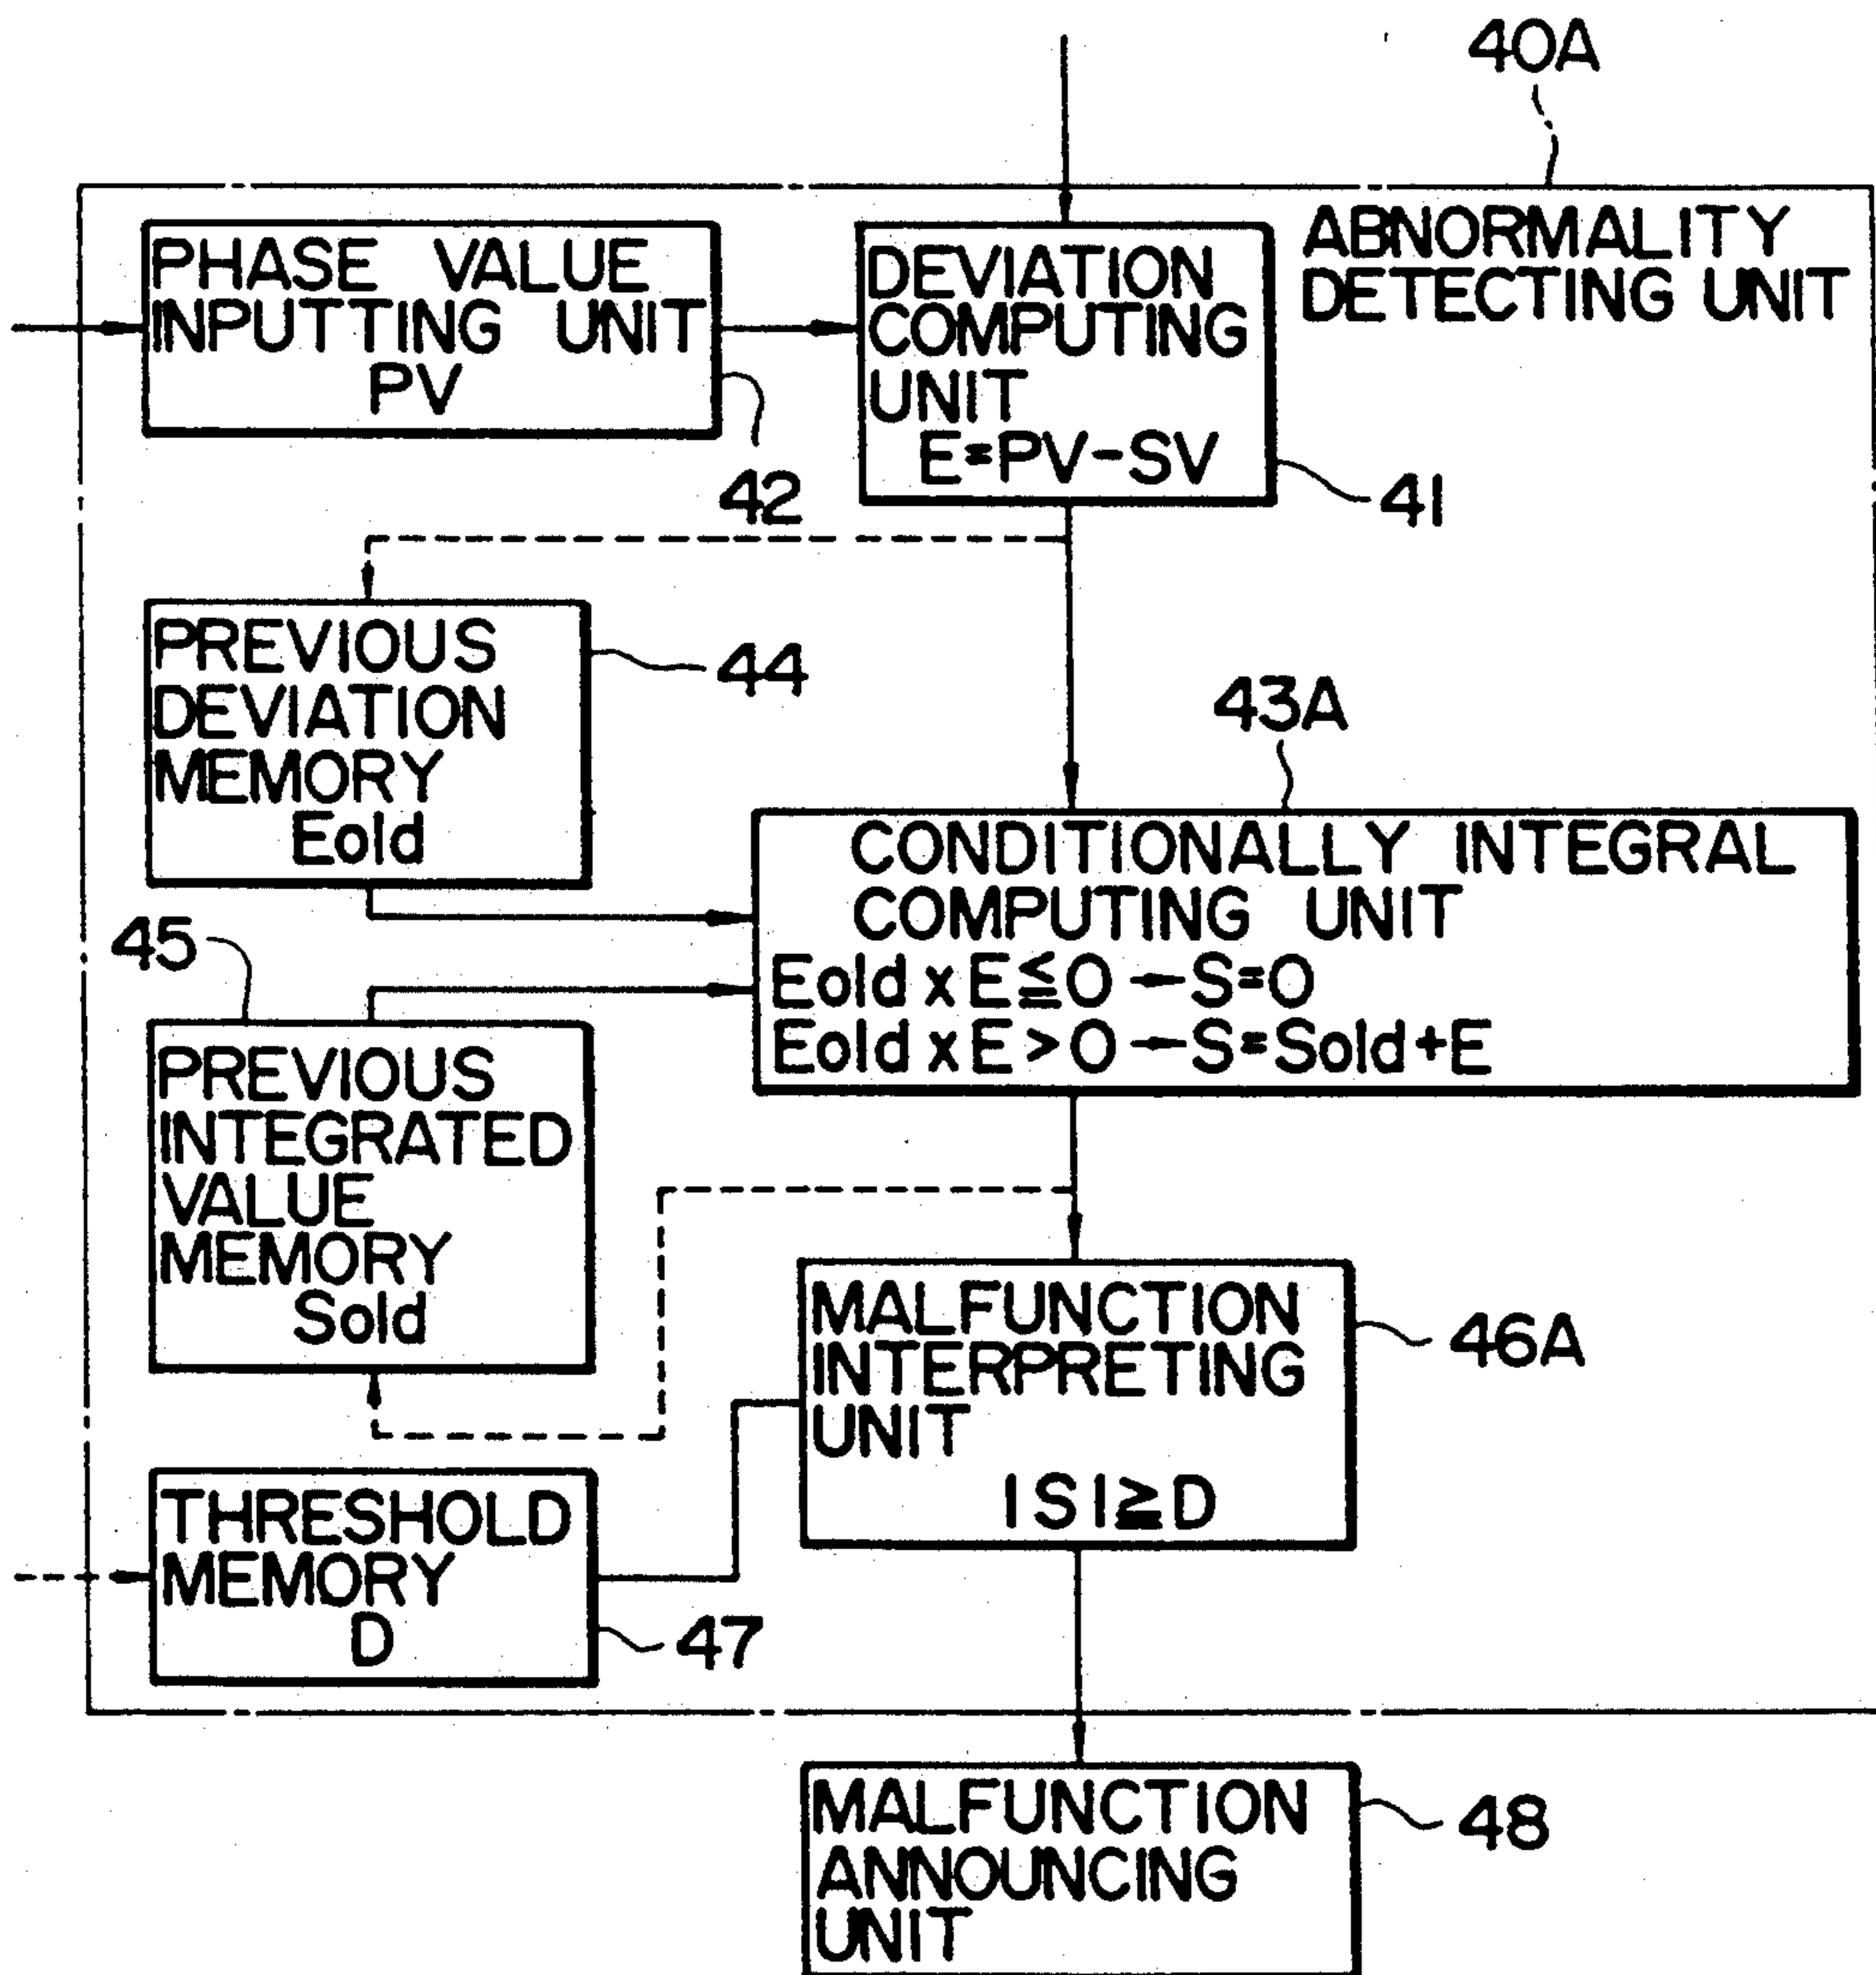 40A
ABNORMALITY
DETECTING UNIT
PHASE VALUE
INPUTTING UNIT
PV
42
DEVIATION
COMPUTING
UNIT
E=PV-SV
41
PREVIOUS
DEVIATION
MEMORY
Eold
44
43A
CONDITIONALLY INTEGRAL
COMPUTING UNIT
Eold x E ≦ 0 → S=0
Eold x E > 0 → S=Sold+E
45
PREVIOUS
INTEGRATED
VALUE
MEMORY
Sold
MALFUNCTION
INTERPRETING
UNIT
|S|≧D
46A
THRESHOLD
MEMORY
D
47
MALFUNCTION
ANNOUNCING
UNIT
48